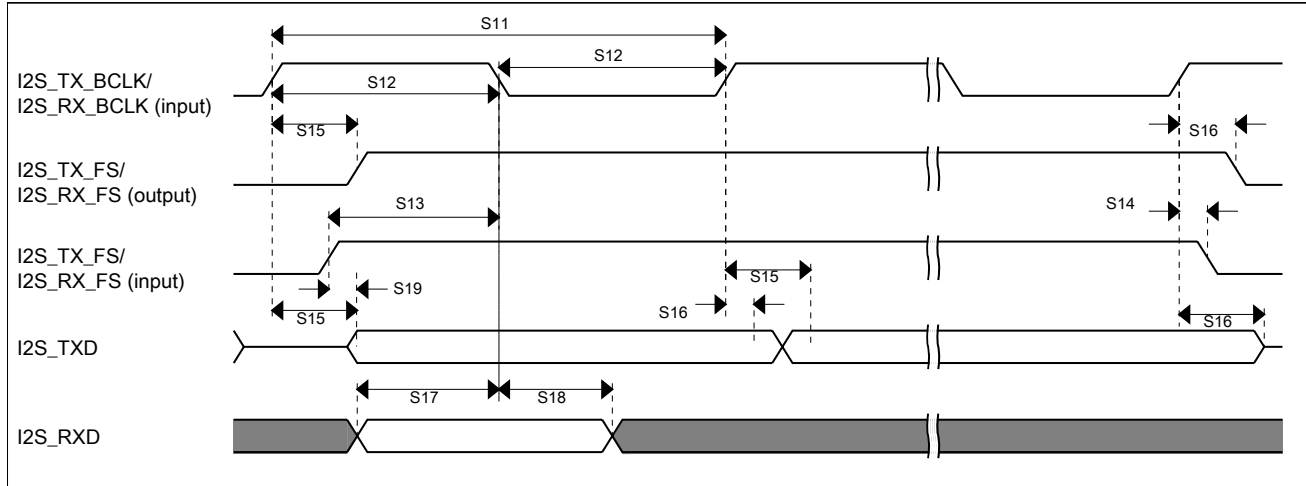 S11
S12
I2S_TX_BCLK/
I2S_RX_BCLK (input)
S12
S15
S16
I2S_TX_FS/
I2S_RX_FS (output)
S13
S14
I2S_TX_FS/
I2S_RX_FS (input)
S15
S19
S16
S15
S16
I2S_TXD
S17
S18
I2S_RXD